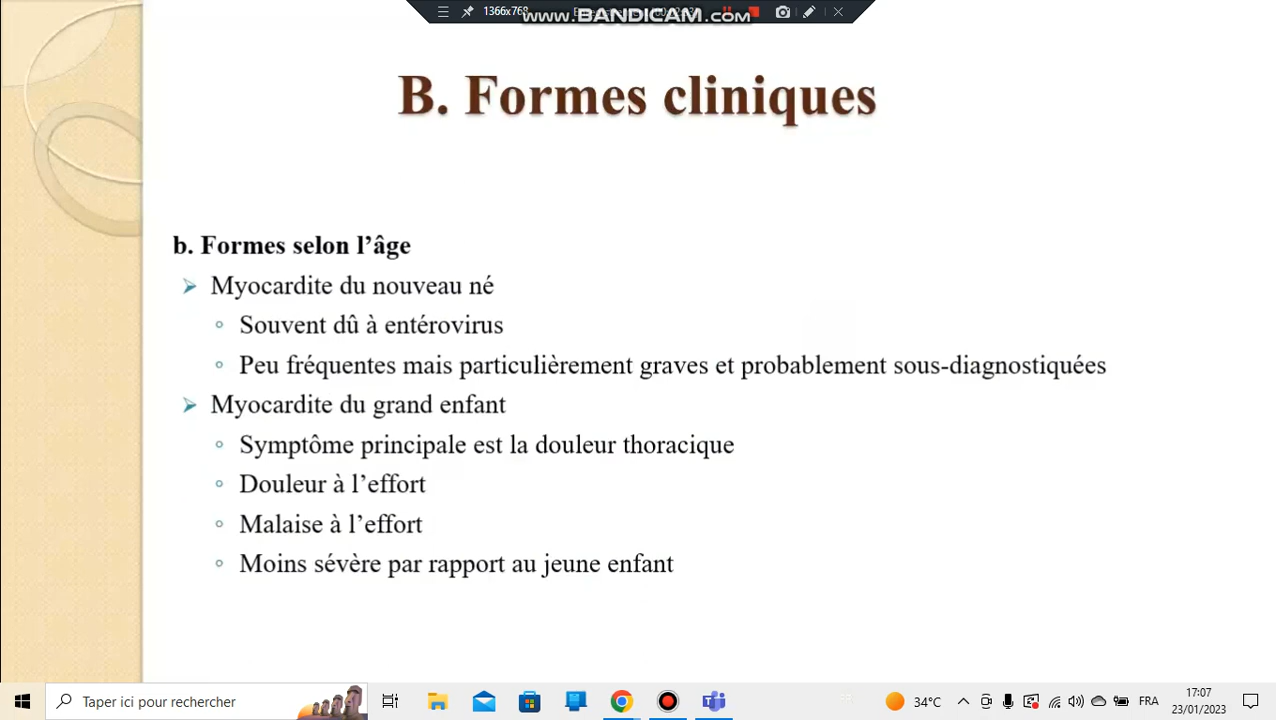 1366x768
www.BANDICAM.com
B. Formes cliniques
b. Formes selon l’âge
Myocardite du nouveau né
Souvent dû à entérovirus
Peu fréquentes mais particulièrement graves et probablement sous-diagnostiquées
Myocardite du grand enfant
Symptôme principale est la douleur thoracique
Douleur à l’effort
Malaise à l’effort
Moins sévère par rapport au jeune enfant
Taper ici pour rechercher
34°C
FRA
17:07
23/01/2023